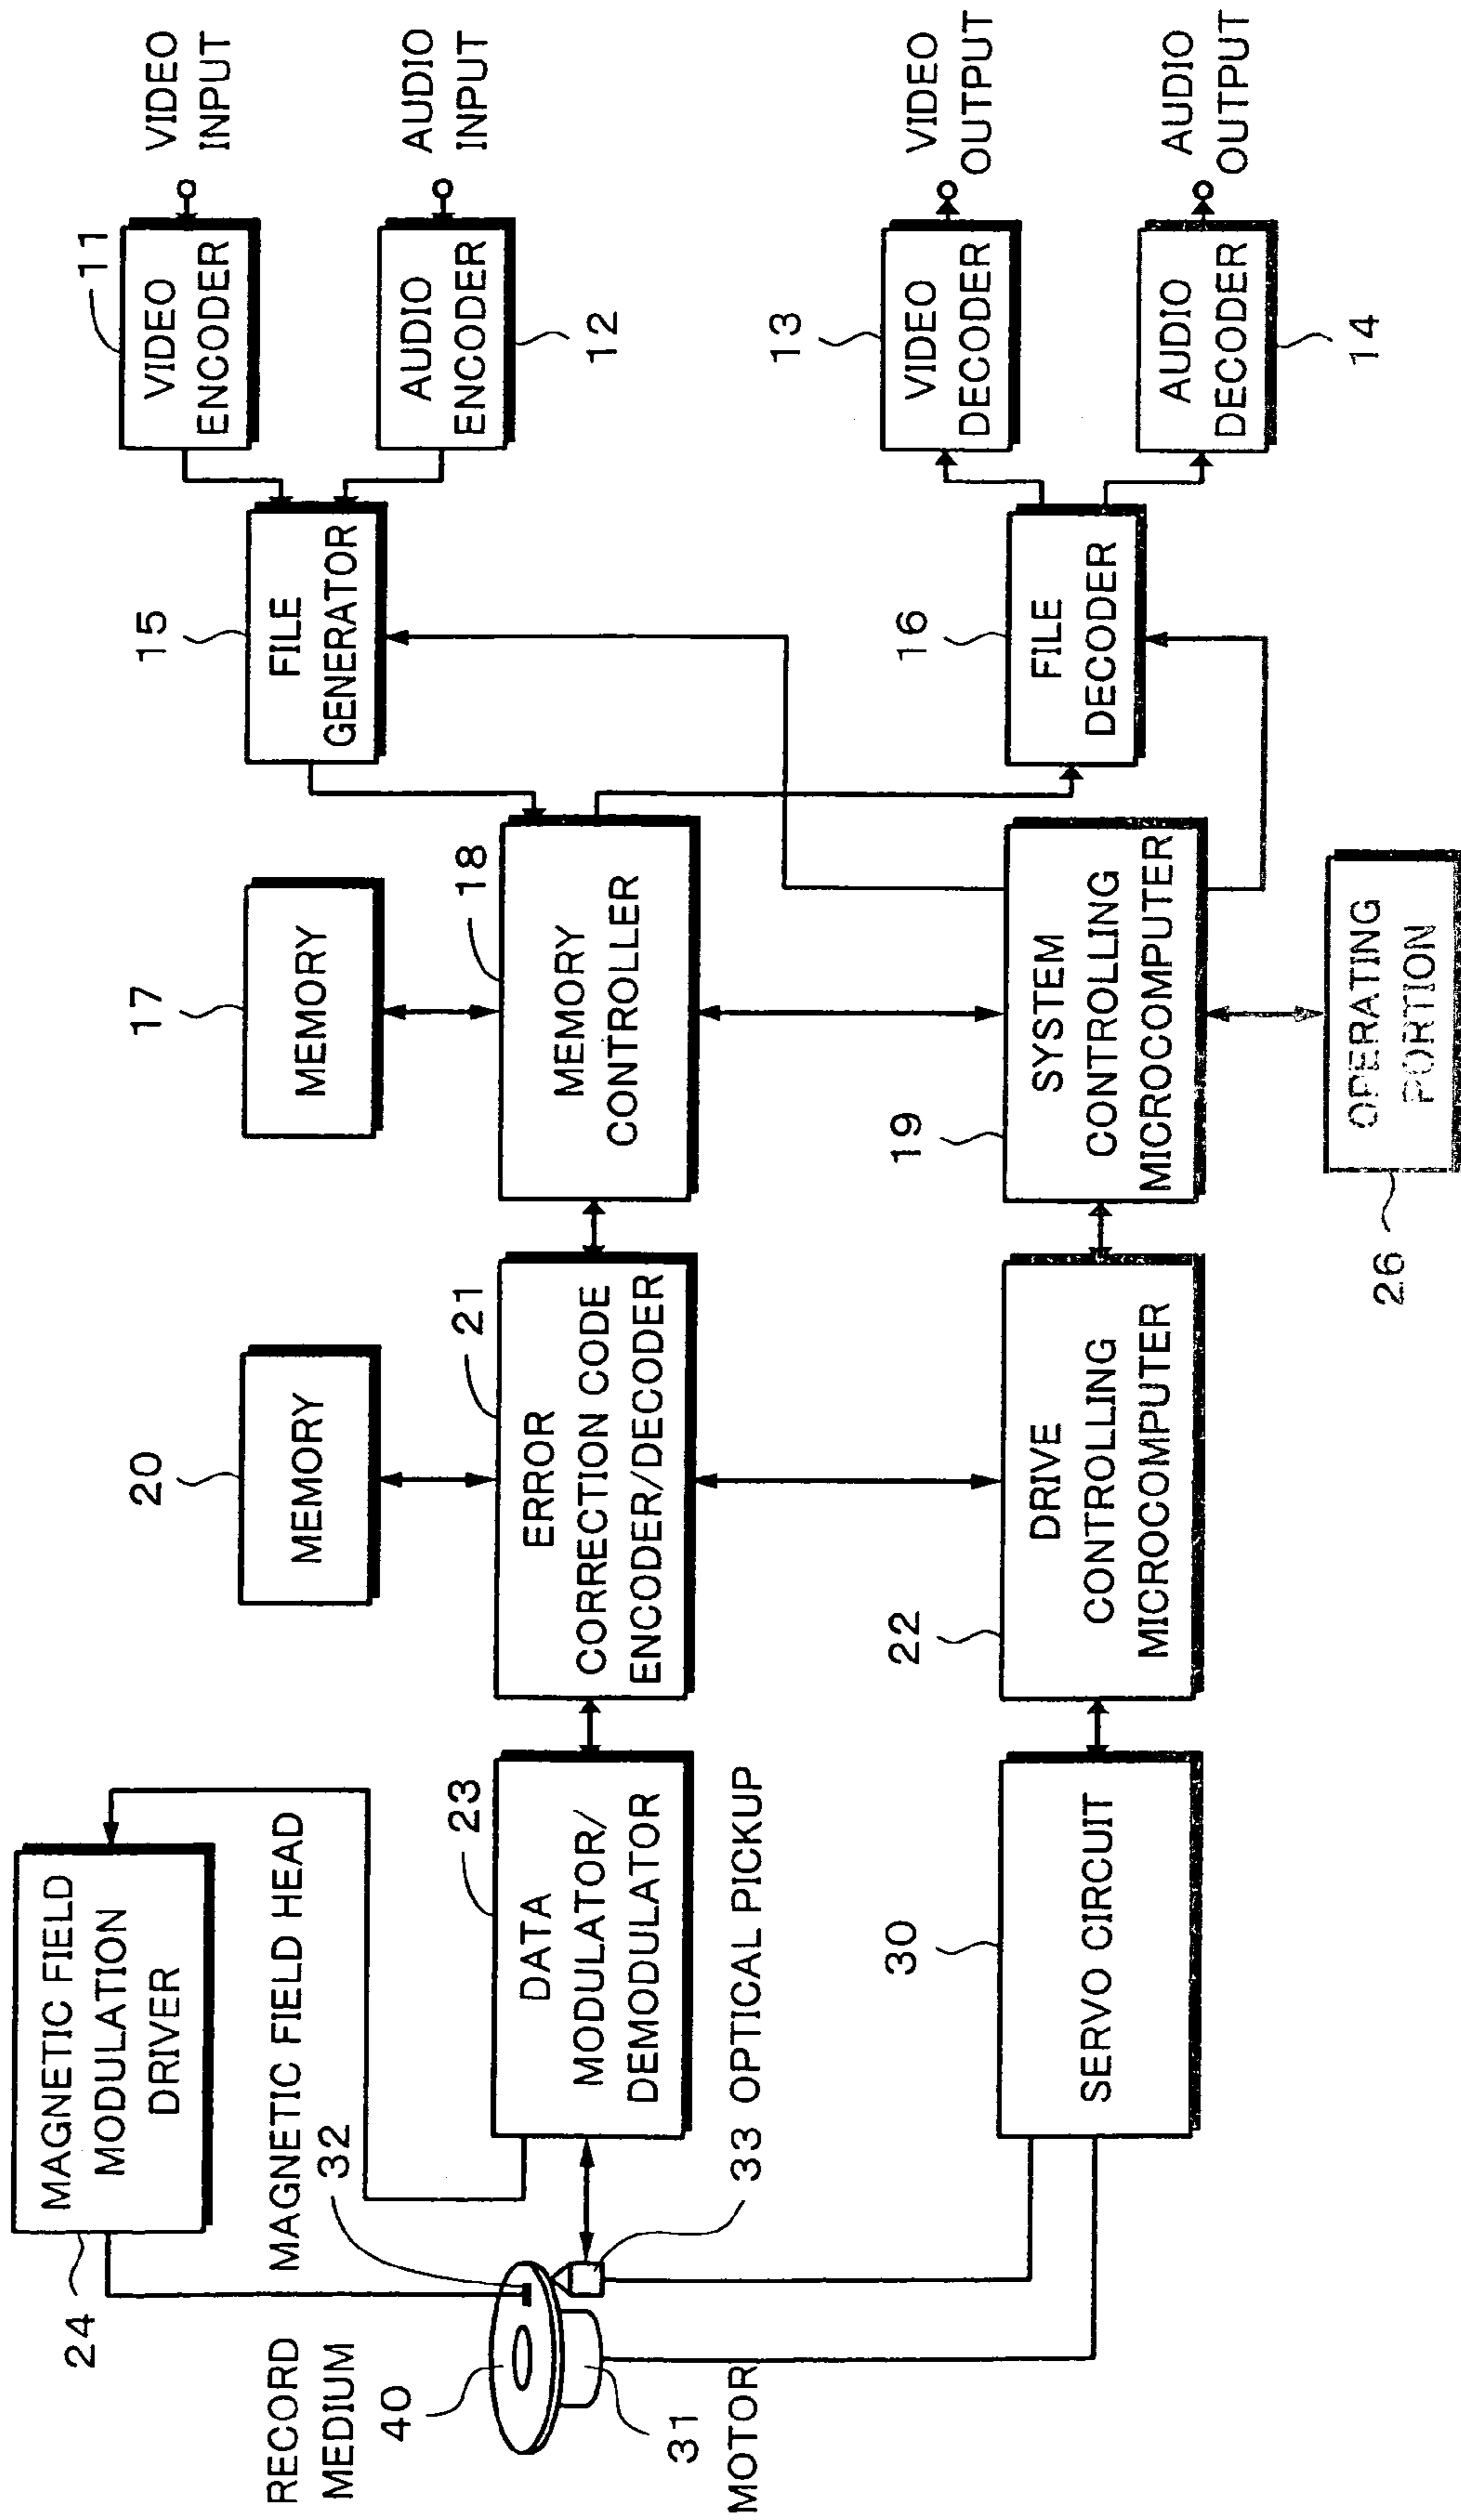 VIDEO
INPUT
AUDIO
INPUT
VIDEO
OUTPUT
AUDIO
OUTPUT
11
VIDEO
ENCODER
AUDIO
ENCODER
12
13
VIDEO
DECODER
AUDIO
DECODER
14
15
FILE
GENERATOR
16
FILE
DECODER
17
MEMORY
18
MEMORY
CONTROLLER
19
SYSTEM
CONTROLLING
MICROCOMPUTER
OPERATING
PORTION
26
20
MEMORY
21
ERROR
CORRECTION CODE
ENCODER/DECODER
22
DRIVE
CONTROLLING
MICROCOMPUTER
MAGNETIC FIELD
MODULATION
DRIVER
24
MAGNETIC FIELD HEAD
32
23
DATA
MODULATOR/
DEMODULATOR
33 OPTICAL PICKUP
30
SERVO CIRCUIT
RECORD
MEDIUM
40
31
MOTOR